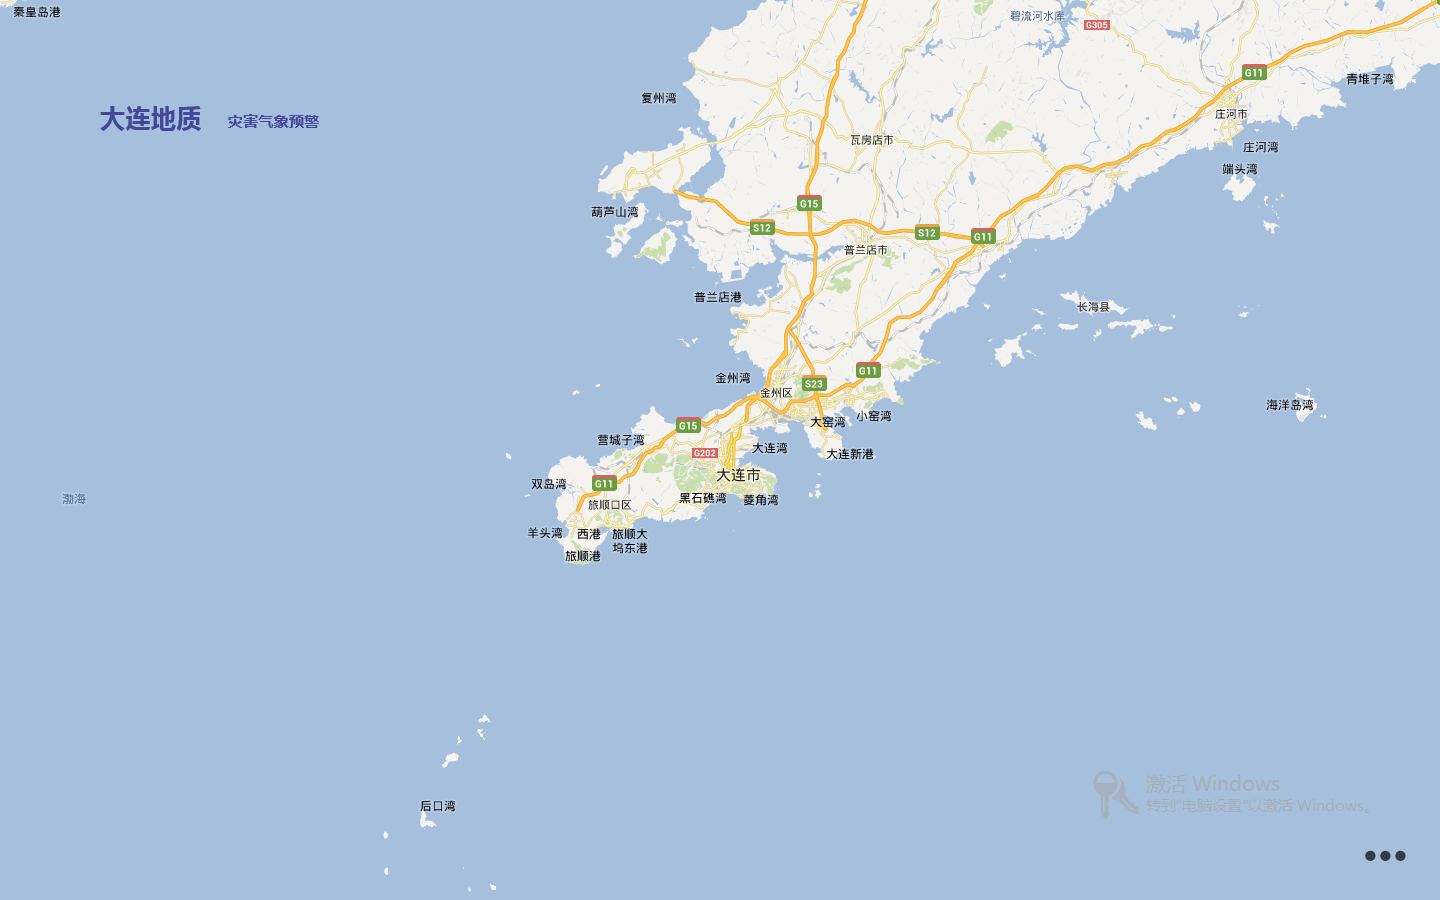 秦皇岛港
碧流河水库
G305
G11
青堆子湾
复州湾
大连地质 灾害气象预警
庄河市
瓦房店市
庄河湾
端头湾
葫芦山湾
G15
S12
S12
G11
普兰店市
普兰店港
长海县
G11
金州湾
S23
金州区
海洋岛湾
小窑湾
大窑湾
G15
营城子湾
大连湾
G202
大连新港
大连市
双岛湾
G11
渤海
黑石礁湾
菱角湾
旅顺口区
羊头湾
西港
旅顺大
坞东港
旅顺港
激活 Windows
转到"电脑设置"以激活 Windows。
后口湾